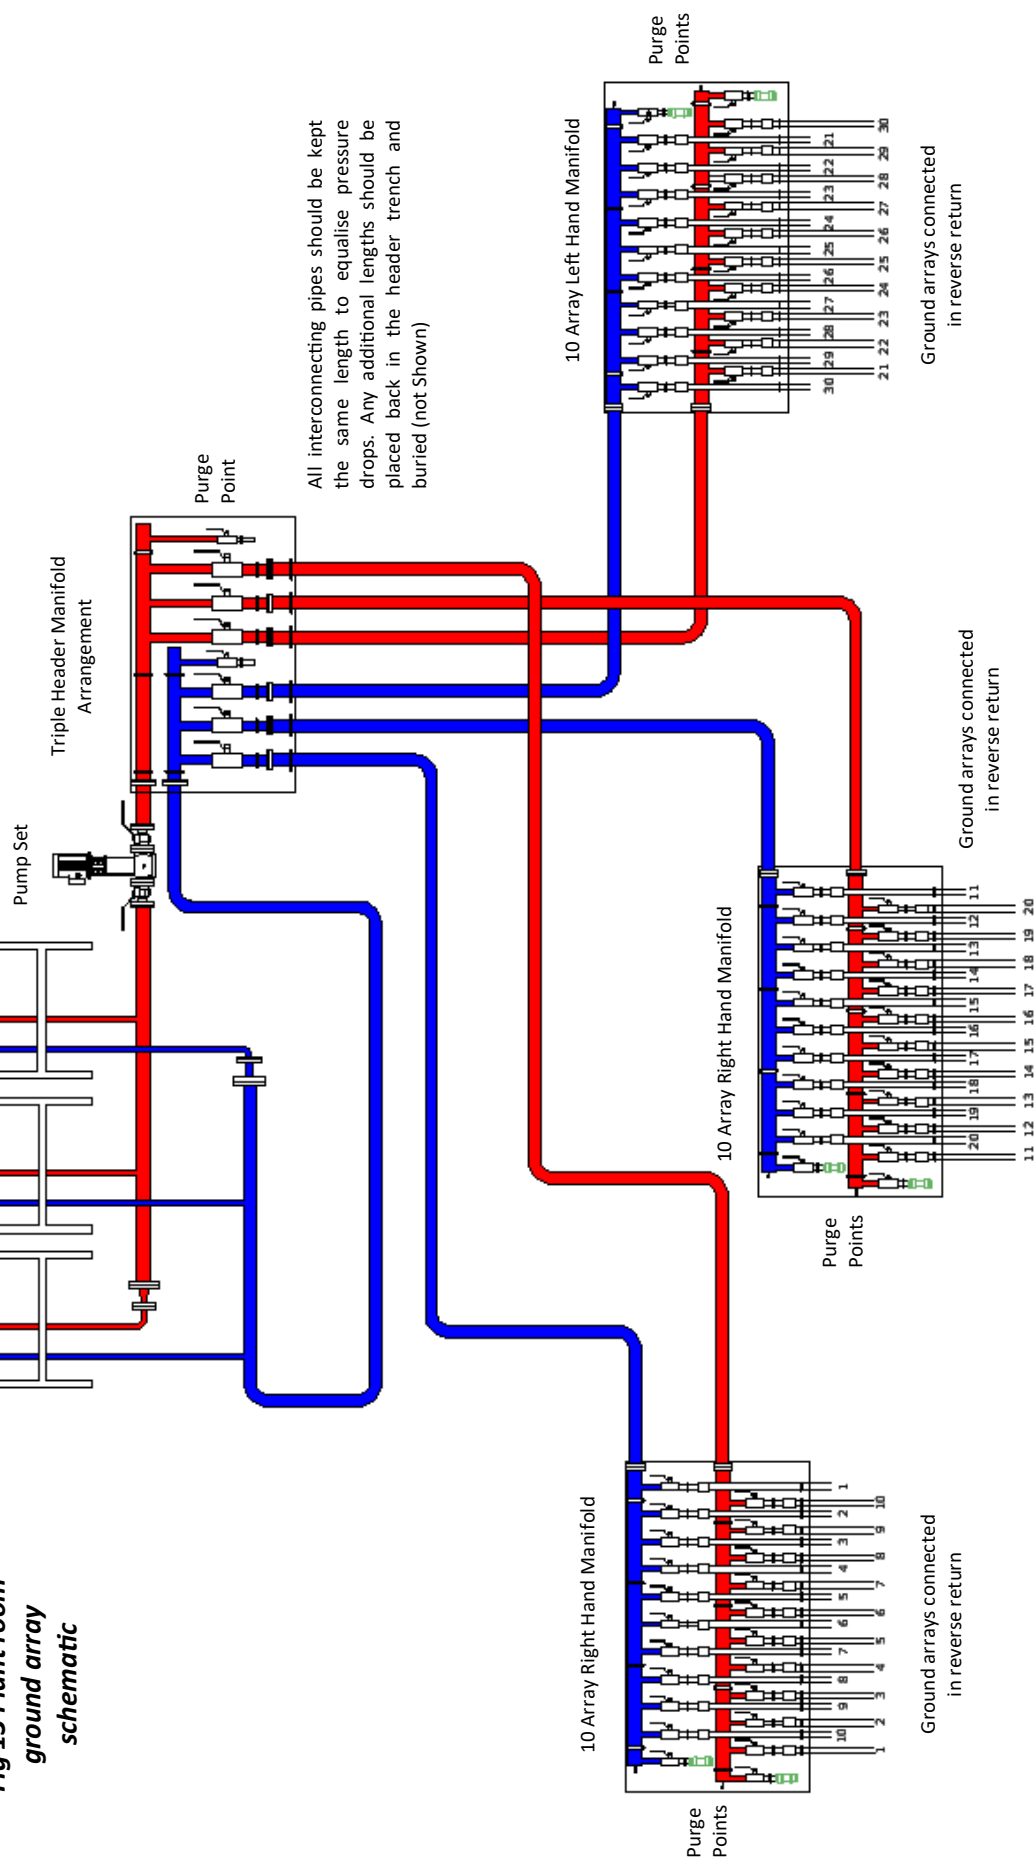 Plant room
ground array
schematic
Pump Set
Triple Header Manifold
Arrangement
Purge
Point
All interconnecting pipes should be kept
the same length to equalise pressure
drops. Any additional lengths should be
placed back in the header trench and
buried (not Shown)
10 Array Right Hand Manifold
Purge
Points
10 9 8 7 6 5 4 3 2 1
1 2 3 4 5 6 7 8 9 10
Ground arrays connected
in reverse return
10 Array Right Hand Manifold
Purge
Points
20 19 18 17 16 15 14 13 12 11
11 12 13 14 15 16 17 18 19 20
Ground arrays connected
in reverse return
10 Array Left Hand Manifold
Purge
Points
30 29 28 27 26 25 24 23 22 21
21 22 23 24 25 26 27 28 29 30
Ground arrays connected
in reverse return